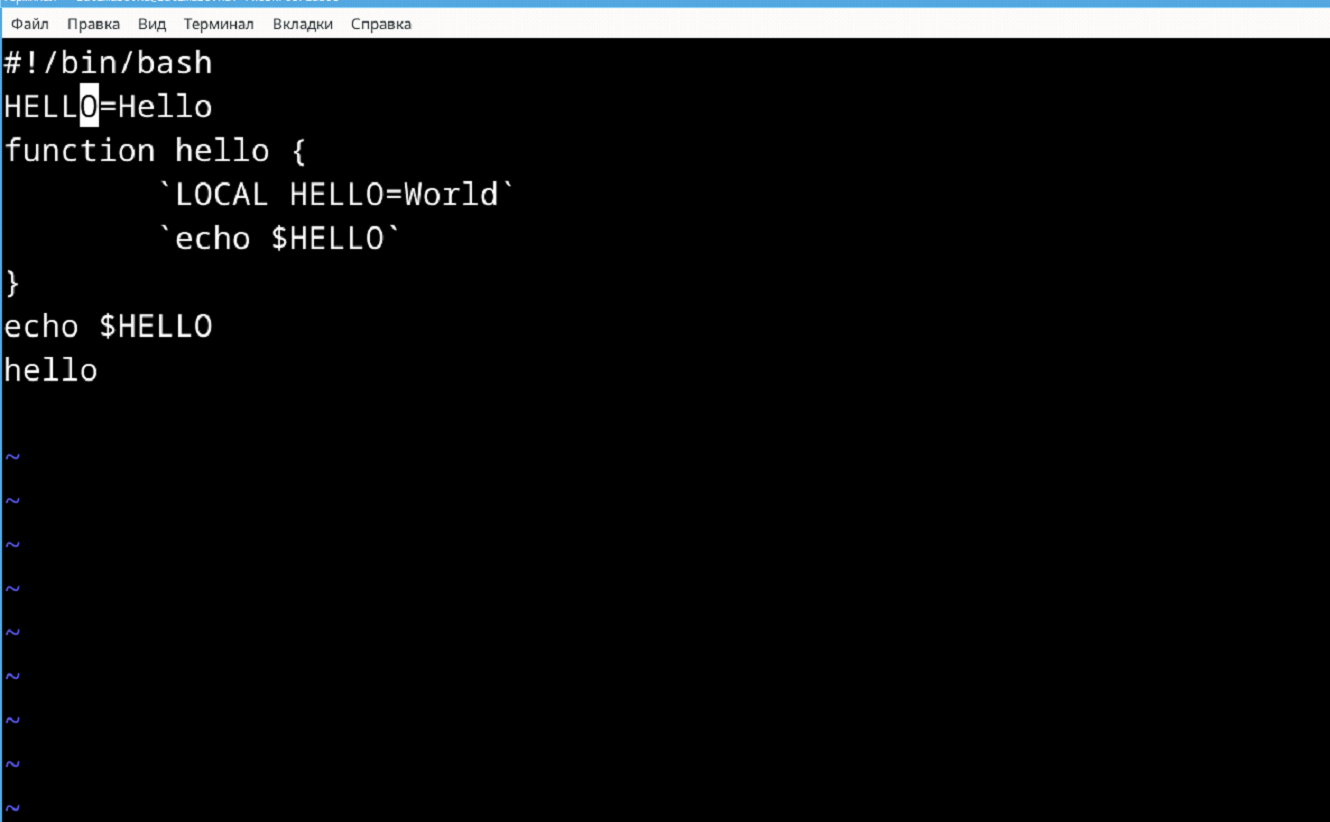 Файл Правка Вид Терминал Вкладки Справка
#!/bin/bash
HELLO=Hello
function hello {
        `LOCAL HELLO=World`
        `echo $HELLO`
}
echo $HELLO
hello
~
~
~
~
~
~
~
~
~